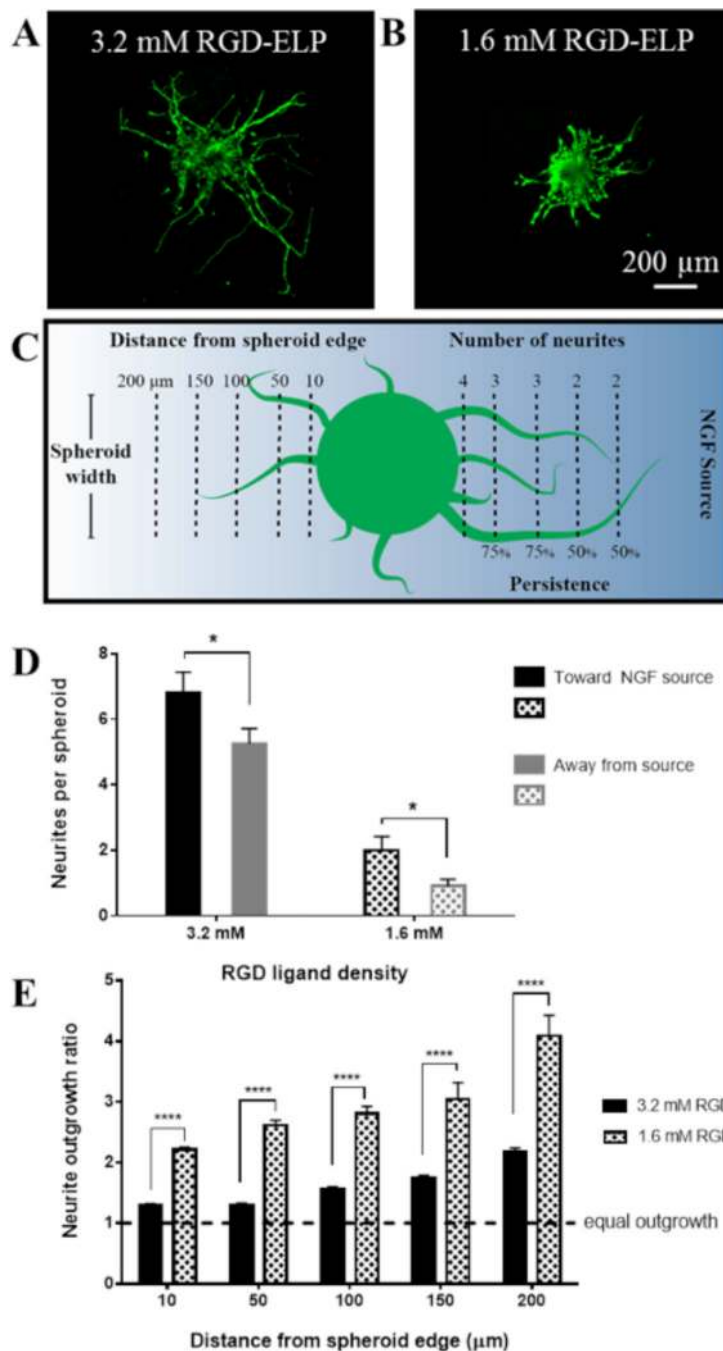 A
3.2 mM RGD-ELP
B
1.6 mM RGD-ELP
200 µm
C
Distance from spheroid edge
Number of neurites
200 µm 150 100 50 10
4 3 3 2 2
Spheroid
width
NGF Source
75% 75% 50% 50%
Persistence
D
Neurites per spheroid
8
6
4
2
0
*
*
3.2 mM
1.6 mM
RGD ligand density
Toward NGF source
Away from source
E
Neurite outgrowth ratio
5
4
3
2
1
0
****
****
****
****
****
3.2 mM RGD
1.6 mM RGD
equal outgrowth
10 50 100 150 200
Distance from spheroid edge (µm)